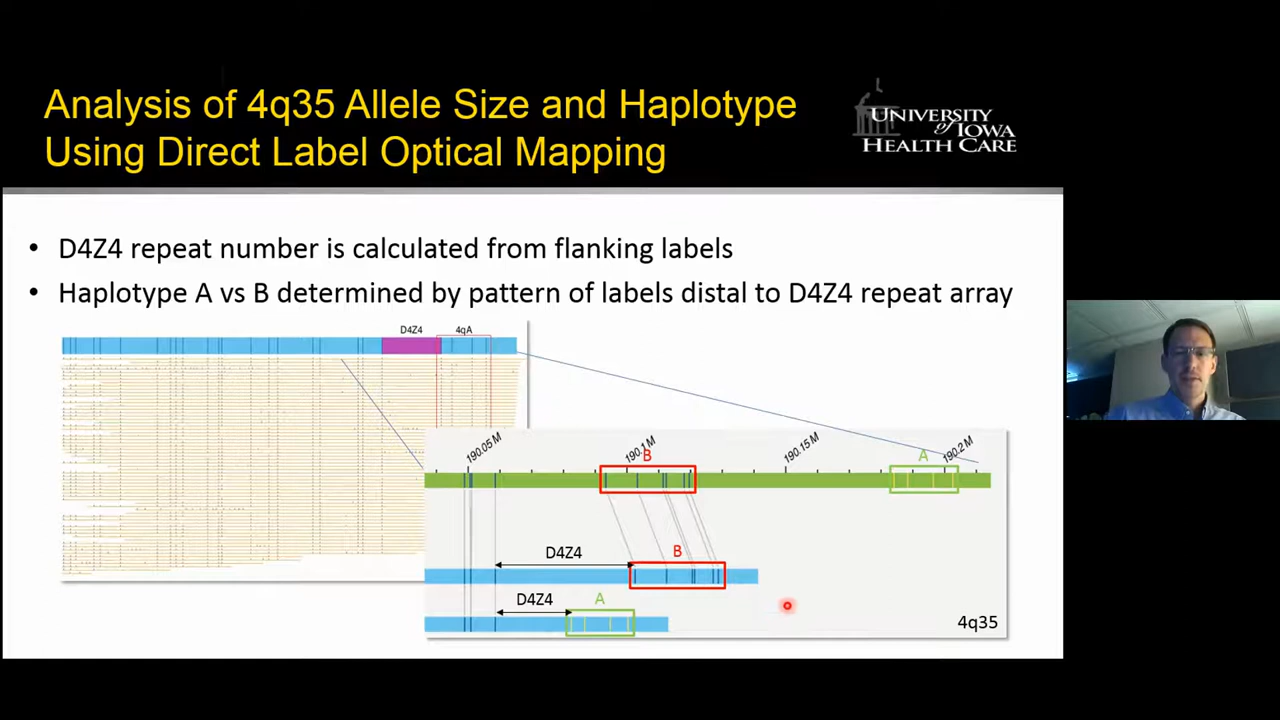 Analysis of 4q35 Allele Size and Haplotype
Using Direct Label Optical Mapping
UNIVERSITY
of IOWA
HEALTH CARE
• D4Z4 repeat number is calculated from flanking labels
• Haplotype A vs B determined by pattern of labels distal to D4Z4 repeat array
D4Z4
4qA
190.05 M
190.1 M
190.15 M
190.2 M
B
A
D4Z4
B
D4Z4
A
4q35